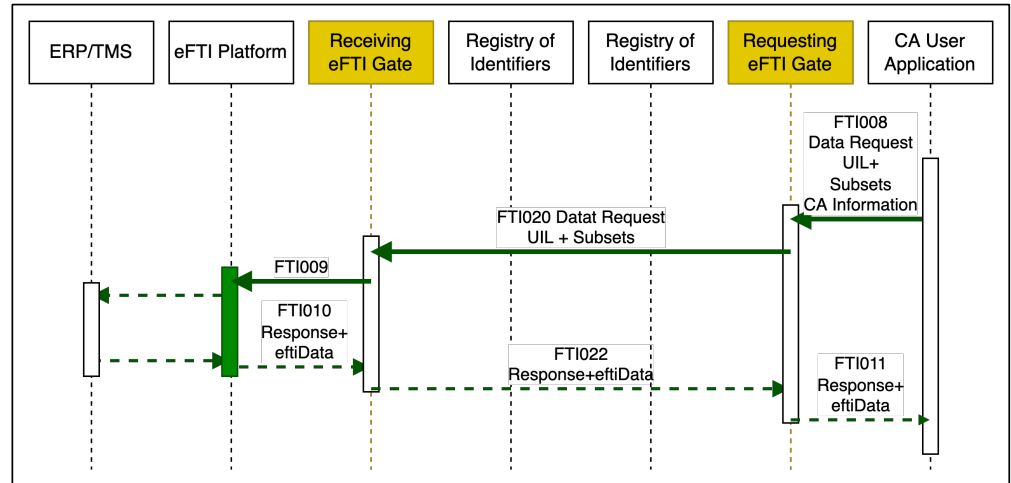 ERP/TMS
eFTI Platform
Receiving
eFTI Gate
Registry of
Identifiers
Registry of
Identifiers
Requesting
eFTI Gate
CA User
Application
FTI008
Data Request
UIL+
Subsets
CA Information
FTI020 Datat Request
UIL + Subsets
FTI009
FTI010
Response+
eftiData
FTI022
Response+eftiData
FTI011
Response+
eftiData